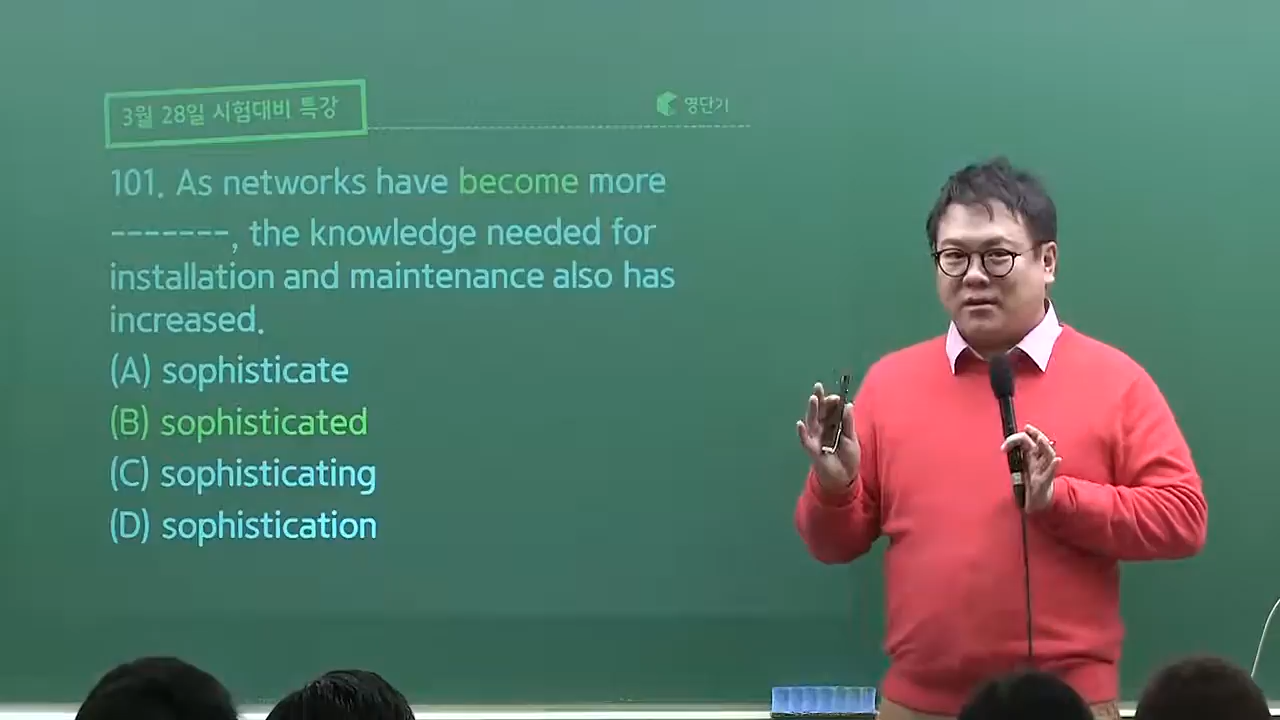 3월 28일 시험대비 특강
영단기
101. As networks have become more
-------, the knowledge needed for
installation and maintenance also has
increased.
(A) sophisticate
(B) sophisticated
(C) sophisticating
(D) sophistication